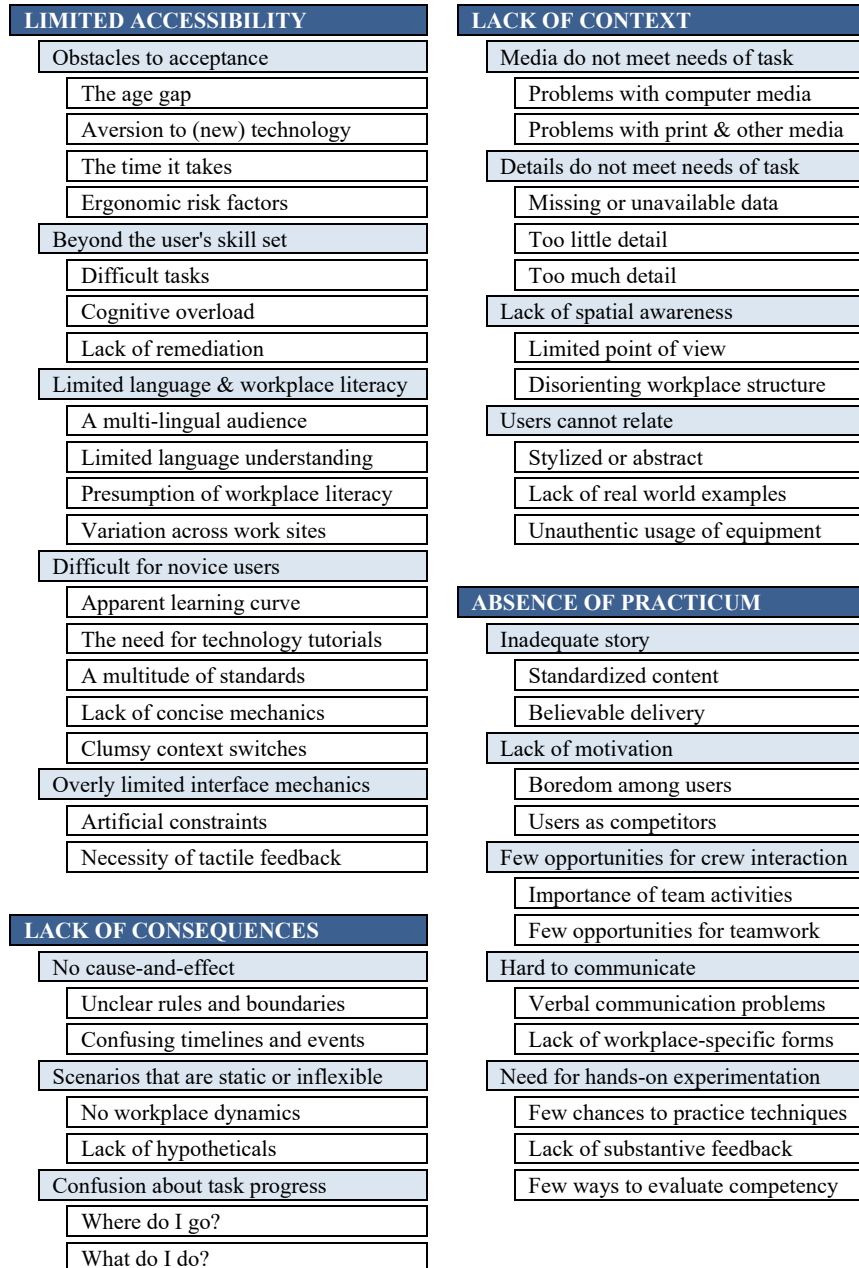 LIMITED ACCESSIBILITY
Obstacles to acceptance
The age gap
Aversion to (new) technology
The time it takes
Ergonomic risk factors
Beyond the user's skill set
Difficult tasks
Cognitive overload
Lack of remediation
Limited language & workplace literacy
A multi-lingual audience
Limited language understanding
Presumption of workplace literacy
Variation across work sites
Difficult for novice users
Apparent learning curve
The need for technology tutorials
A multitude of standards
Lack of concise mechanics
Clumsy context switches
Overly limited interface mechanics
Artificial constraints
Necessity of tactile feedback
LACK OF CONSEQUENCES
No cause-and-effect
Unclear rules and boundaries
Confusing timelines and events
Scenarios that are static or inflexible
No workplace dynamics
Lack of hypotheticals
Confusion about task progress
Where do I go?
What do I do?
LACK OF CONTEXT
Media do not meet needs of task
Problems with computer media
Problems with print & other media
Details do not meet needs of task
Missing or unavailable data
Too little detail
Too much detail
Lack of spatial awareness
Limited point of view
Disorienting workplace structure
Users cannot relate
Stylized or abstract
Lack of real world examples
Unauthentic usage of equipment
ABSENCE OF PRACTICUM
Inadequate story
Standardized content
Believable delivery
Lack of motivation
Boredom among users
Users as competitors
Few opportunities for crew interaction
Importance of team activities
Few opportunities for teamwork
Hard to communicate
Verbal communication problems
Lack of workplace-specific forms
Need for hands-on experimentation
Few chances to practice techniques
Lack of substantive feedback
Few ways to evaluate competency